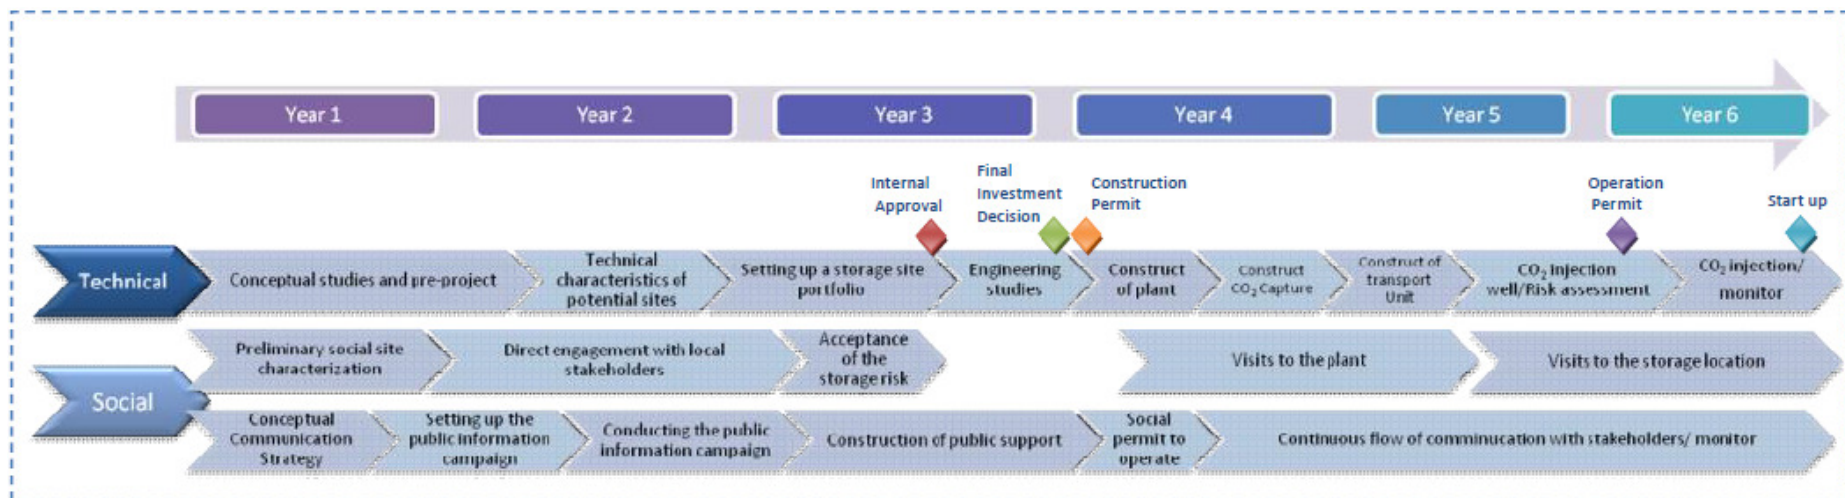 Year 1
Year 2
Year 3
Year 4
Year 5
Year 6
Internal
Approval
Final
Investment
Decision
Construction
Permit
Operation
Permit
Start up
Technical
Conceptual studies and pre-project
Technical
characteristics of
potential sites
Setting up a storage site
portfolio
Engineering
studies
Construct
of plant
Construct
CO₂ Capture
Construct of
transport
Unit
CO₂ injection
well/Risk assessment
CO₂ injection/
monitor
Social
Preliminary social site
characterization
Direct engagement with local
stakeholders
Acceptance
of the
storage risk
Visits to the plant
Visits to the storage location
Conceptual
Communication
Strategy
Setting up the
public information
campaign
Conducting the public
information campaign
Construction of public support
Social
permit to
operate
Continuous flow of comminucation with stakeholders/ monitor